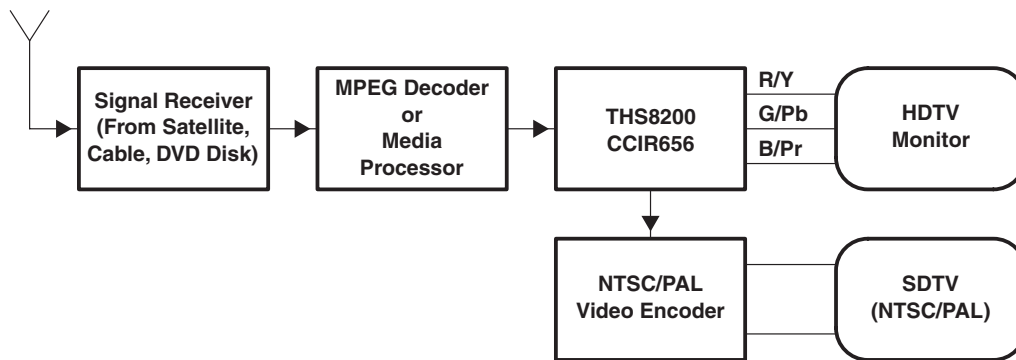 Signal Receiver
(From Satellite,
Cable, DVD Disk)
MPEG Decoder
or
Media
Processor
THS8200
CCIR656
R/Y
G/Pb
B/Pr
HDTV
Monitor
NTSC/PAL
Video Encoder
SDTV
(NTSC/PAL)